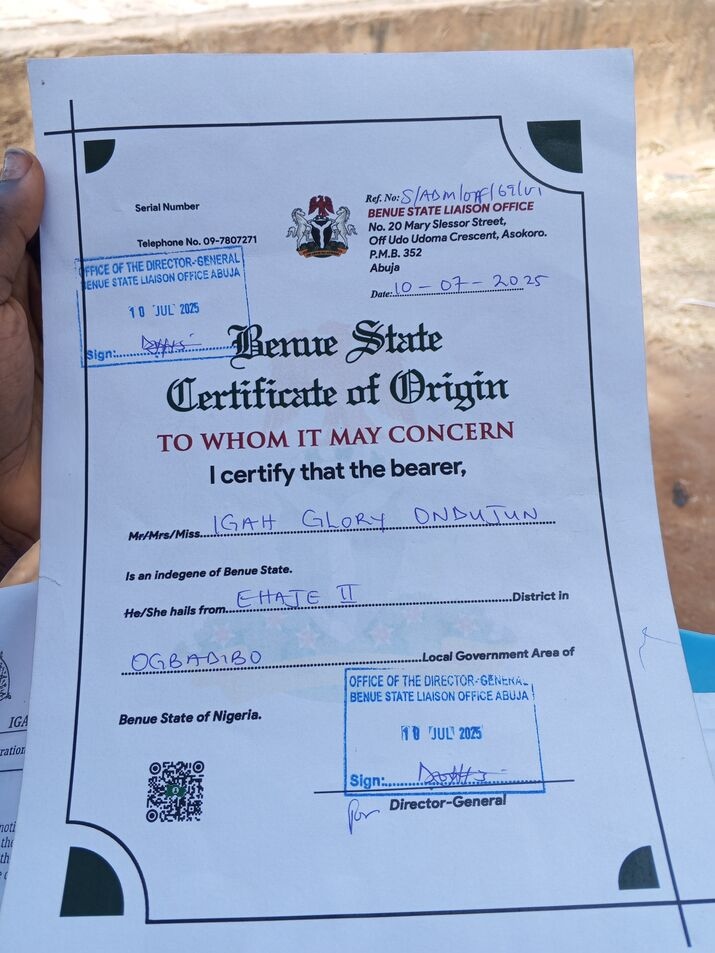 Serial Number
Telephone No. 09-7807271
Ref. No: S/ADM/OFF/69/VI
BENUE STATE LIAISON OFFICE
No. 20 Mary Slessor Street,
Off Udo Udoma Crescent, Asokoro.
P.M.B. 352
Abuja
Date: 10-07-2025
OFFICE OF THE DIRECTOR-GENERAL
BENUE STATE LIAISON OFFICE ABUJA
10 JUL 2025
Sign:
Benue State
Certificate of Origin
TO WHOM IT MAY CONCERN
I certify that the bearer,
Mr/Mrs/Miss. IGAH GLORY ONDUJUN
Is an indegene of Benue State.
He/She hails from EHAJE II District in
OGBADIBO Local Government Area of
Benue State of Nigeria.
OFFICE OF THE DIRECTOR-GENERAL
BENUE STATE LIAISON OFFICE ABUJA
10 JUL 2025
Sign:
For Director-General
IGA